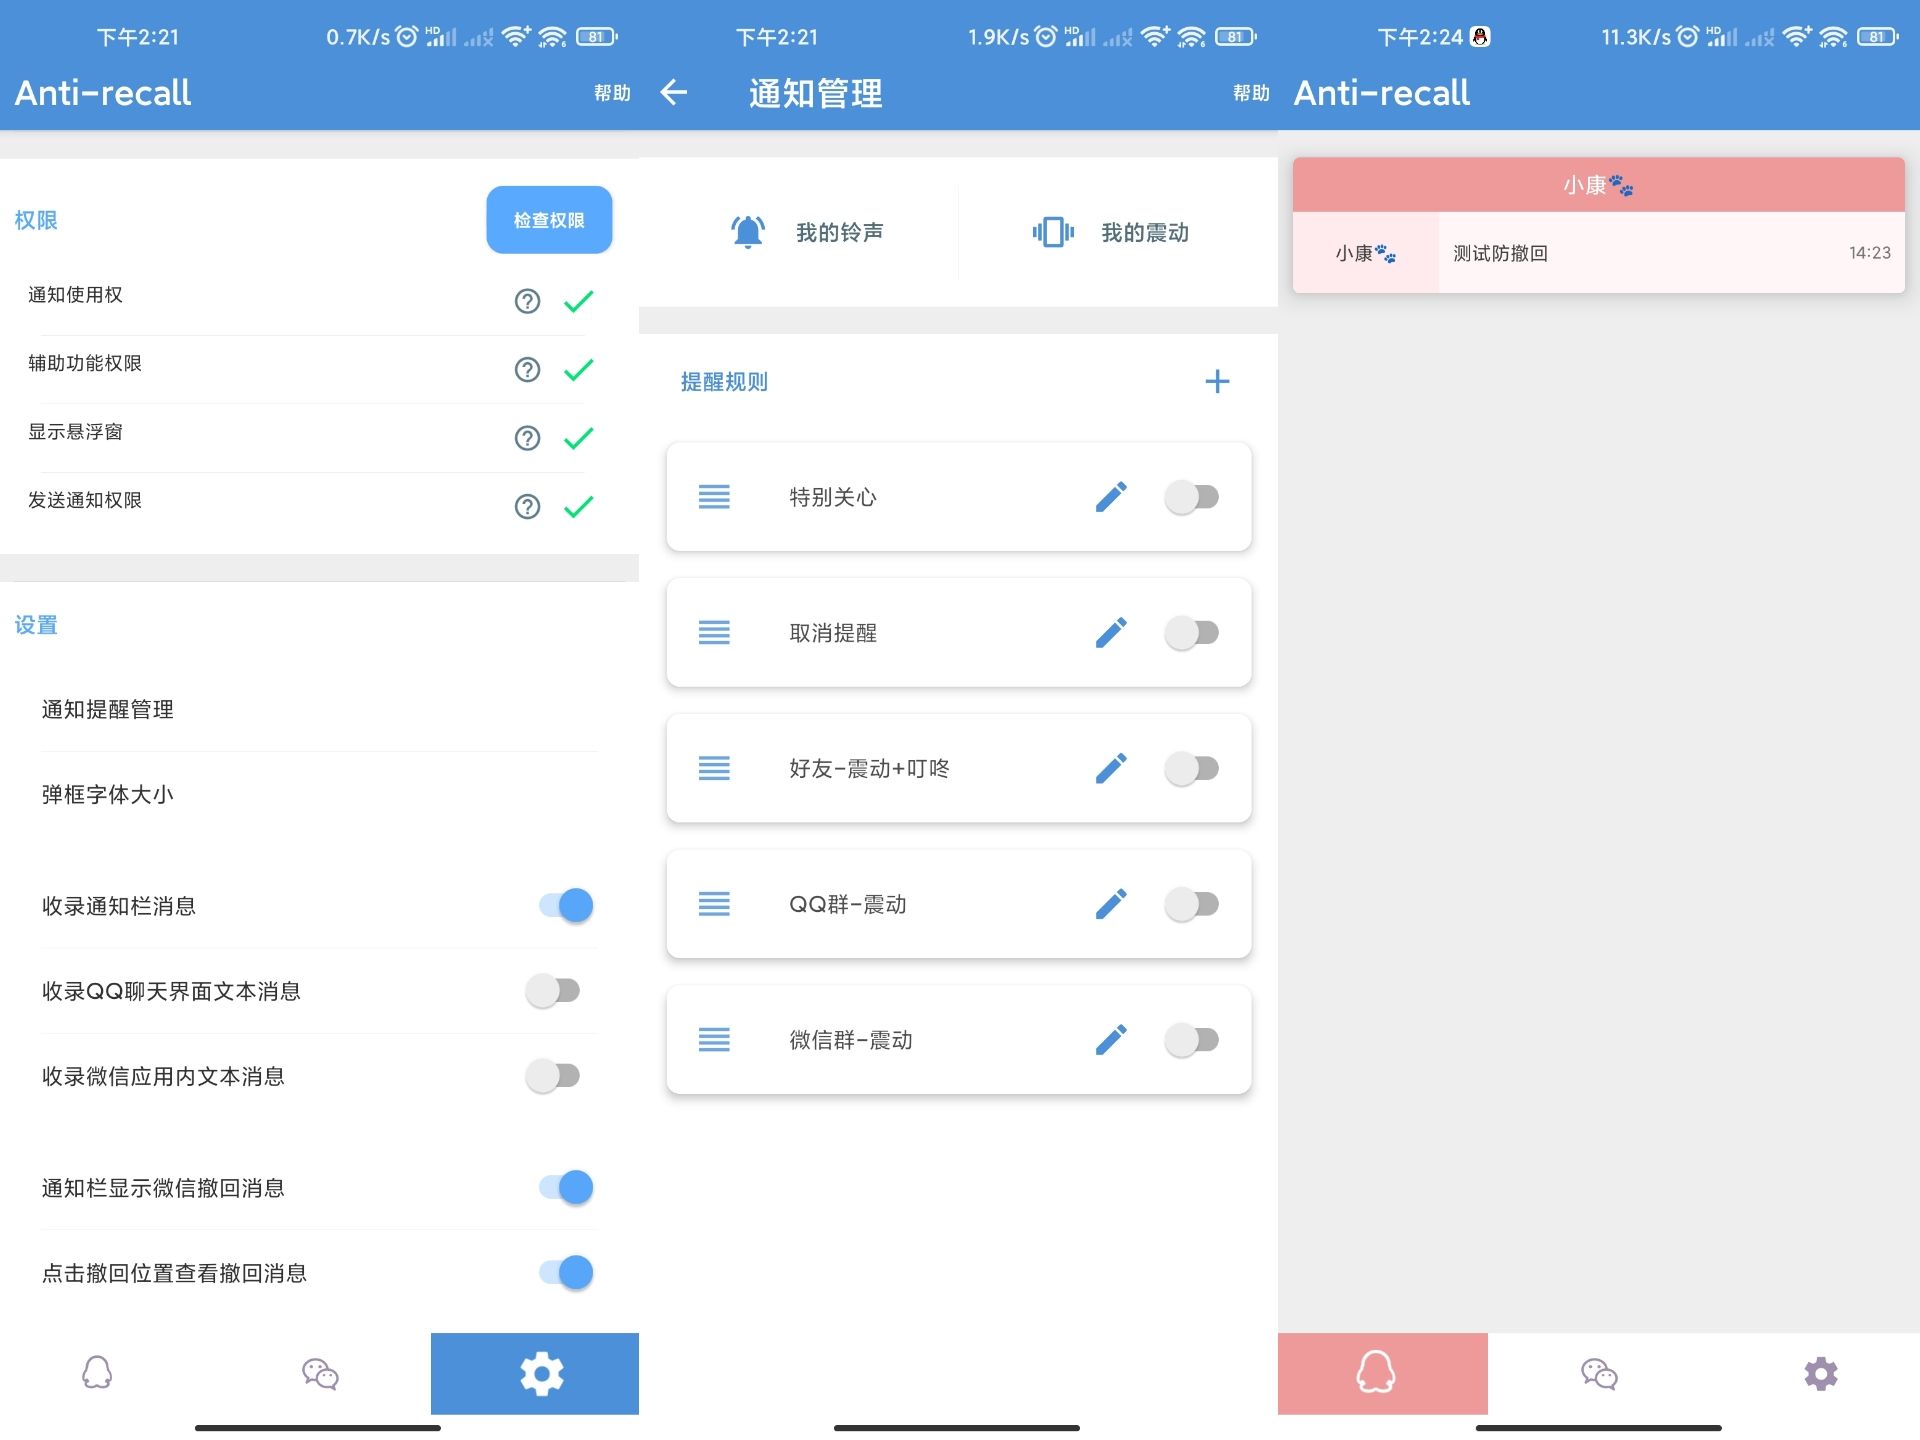 下午2:21
0.7K/s
HD
81
Anti-recall
帮助
权限
检查权限
通知使用权
辅助功能权限
显示悬浮窗
发送通知权限
设置
通知提醒管理
弹框字体大小
收录通知栏消息
收录QQ聊天界面文本消息
收录微信应用内文本消息
通知栏显示微信撤回消息
点击撤回位置查看撤回消息
下午2:21
1.9K/s
HD
81
通知管理
帮助
我的铃声
我的震动
提醒规则
特别关心
取消提醒
好友-震动+叮咚
QQ群-震动
微信群-震动
下午2:24
11.3K/s
HD
81
Anti-recall
小康🐾
小康🐾 测试防撤回 14:23